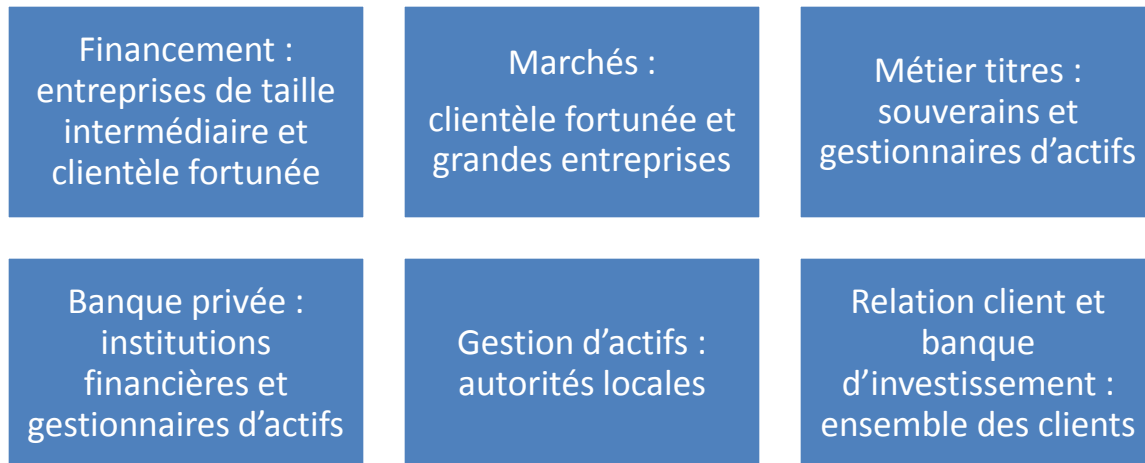 Financement :
entreprises de taille
intermédiaire et
clientèle fortunée
Marchés :
clientèle fortunée et
grandes entreprises
Métier titres :
souverains et
gestionnaires d’actifs
Banque privée :
institutions
financières et
gestionnaires d’actifs
Gestion d’actifs :
autorités locales
Relation client et
banque
d’investissement :
ensemble des clients